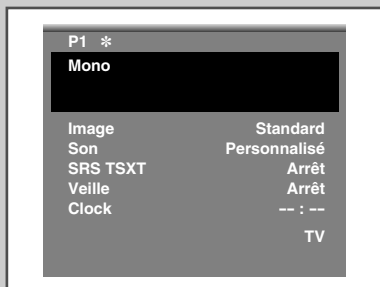 P1 ✻
Mono
Image Standard
Son Personnalisé
SRS TSXT Arrêt
Veille Arrêt
Clock -- : --
TV